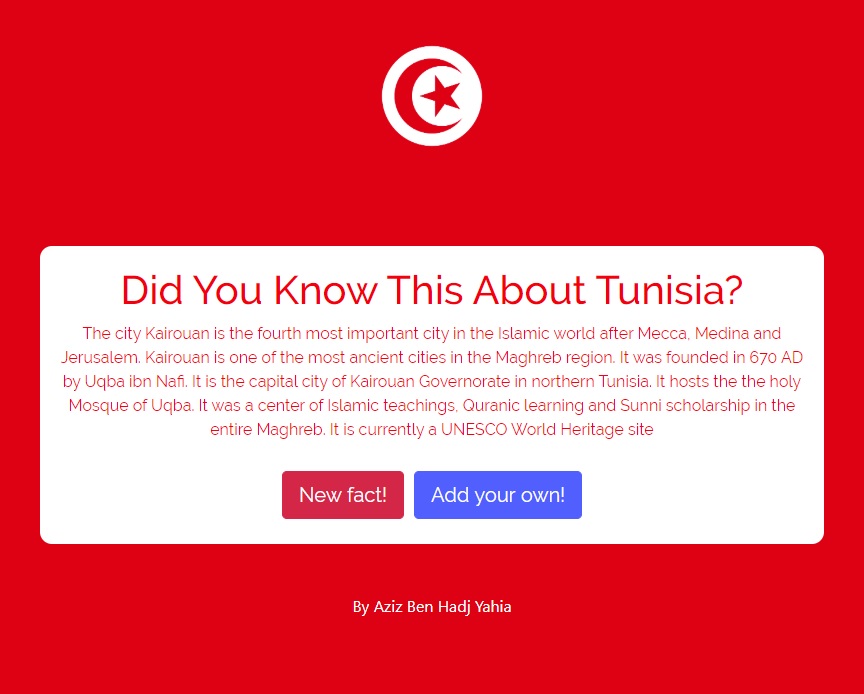 Did You Know This About Tunisia?
The city Kairouan is the fourth most important city in the Islamic world after Mecca, Medina and
Jerusalem. Kairouan is one of the most ancient cities in the Maghreb region. It was founded in 670 AD
by Uqba ibn Nafi. It is the capital city of Kairouan Governorate in northern Tunisia. It hosts the the holy
Mosque of Uqba. It was a center of Islamic teachings, Quranic learning and Sunni scholarship in the
entire Maghreb. It is currently a UNESCO World Heritage site
New fact!
Add your own!
By Aziz Ben Hadj Yahia